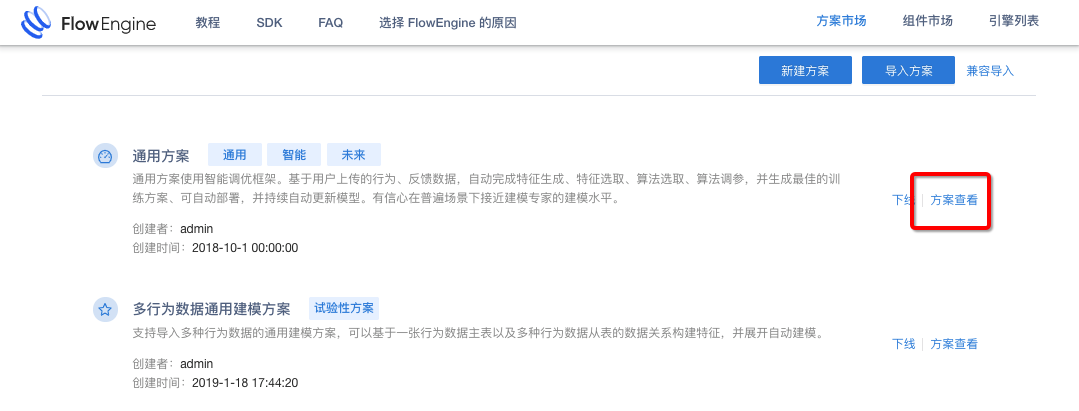 FlowEngine 教程 SDK FAQ 选择 FlowEngine 的原因 方案市场 组件市场 引擎列表
新建方案 导入方案 兼容导入
通用方案 通用 智能 未来
通用方案使用智能调优框架。基于用户上传的行为、反馈数据，自动完成特征生成、特征选取、算法选取、算法调参，并生成最佳的训
练方案、可自动部署，并持续自动更新模型。有信心在普遍场景下接近建模专家的建模水平。
下线 方案查看
创建者：admin
创建时间：2018-10-1 00:00:00
多行为数据通用建模方案 试验性方案
支持导入多种行为数据的通用建模方案，可以基于一张行为数据主表以及多种行为数据从表的数据关系构建特征，并展开自动建模。
下线 方案查看
创建者：admin
创建时间：2019-1-18 17:44:20